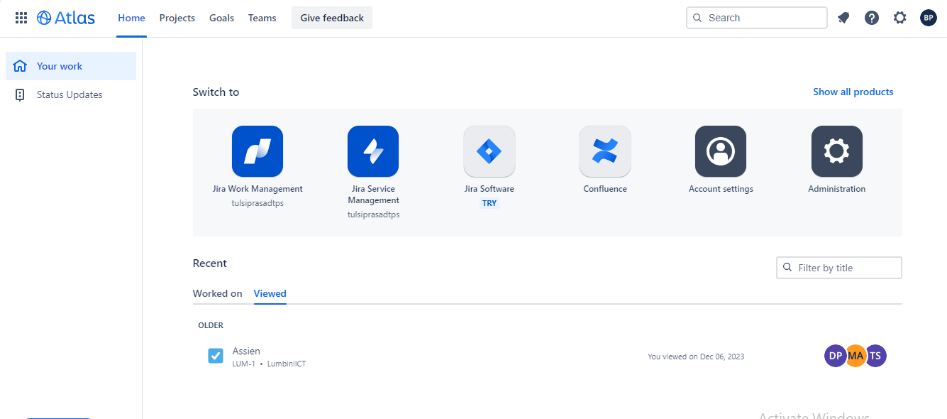 Atlas Home Projects Goals Teams Give feedback Search BP
Your work
Status Updates
Switch to Show all products
Jira Work Management
tulsiprasadtps
Jira Service
Management
tulsiprasadtps
Jira Software
TRY
Confluence
Account settings
Administration
Recent Filter by title
Worked on Viewed
OLDER
Assien
LUM-1 • LumbiniICT
You viewed on Dec 06, 2023
DP MA TS
Activate Windows